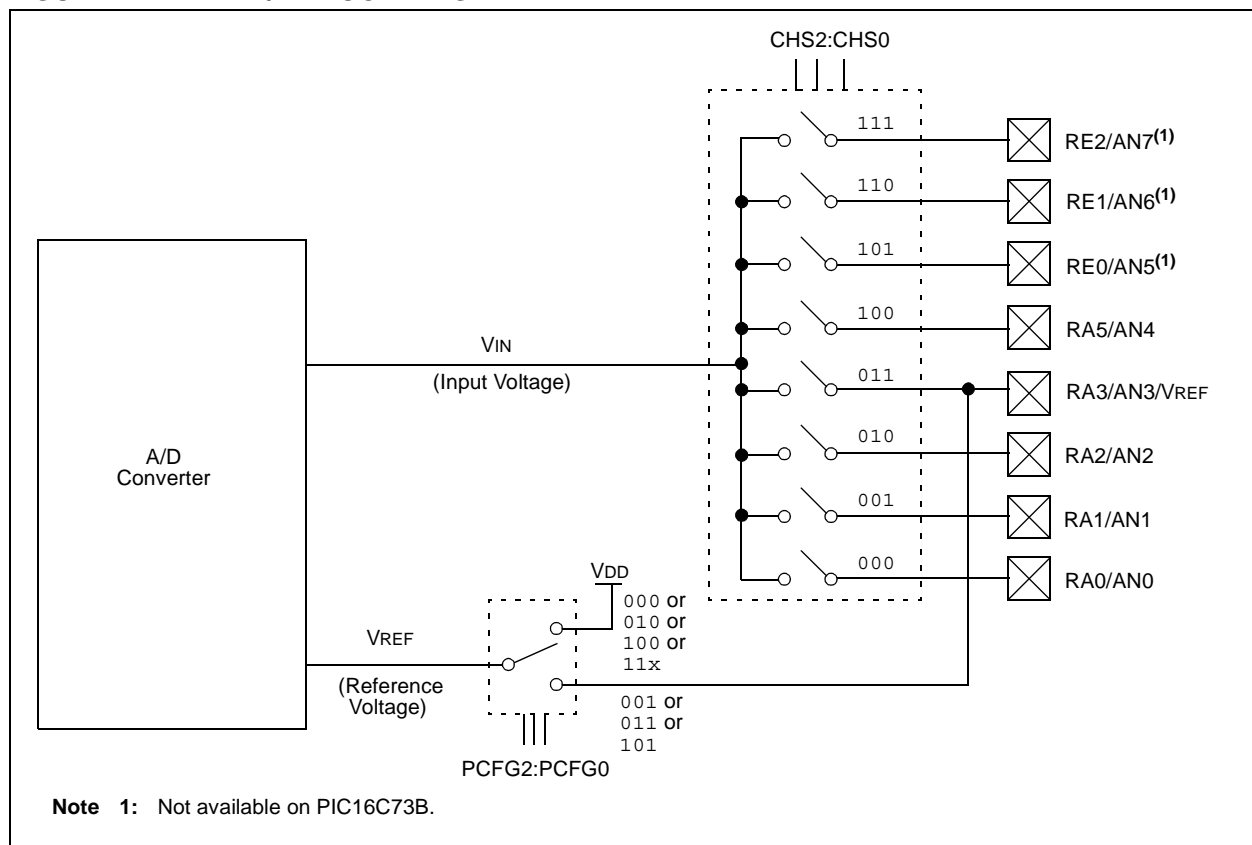 CHS2:CHS0
111
RE2/AN7(1)
110
RE1/AN6(1)
101
RE0/AN5(1)
100
RA5/AN4
VIN
(Input Voltage)
011
RA3/AN3/VREF
A/D
Converter
010
RA2/AN2
001
RA1/AN1
000
RA0/AN0
VDD
000 or
010 or
100 or
11x
VREF
(Reference
Voltage)
001 or
011 or
101
PCFG2:PCFG0
Note 1: Not available on PIC16C73B.